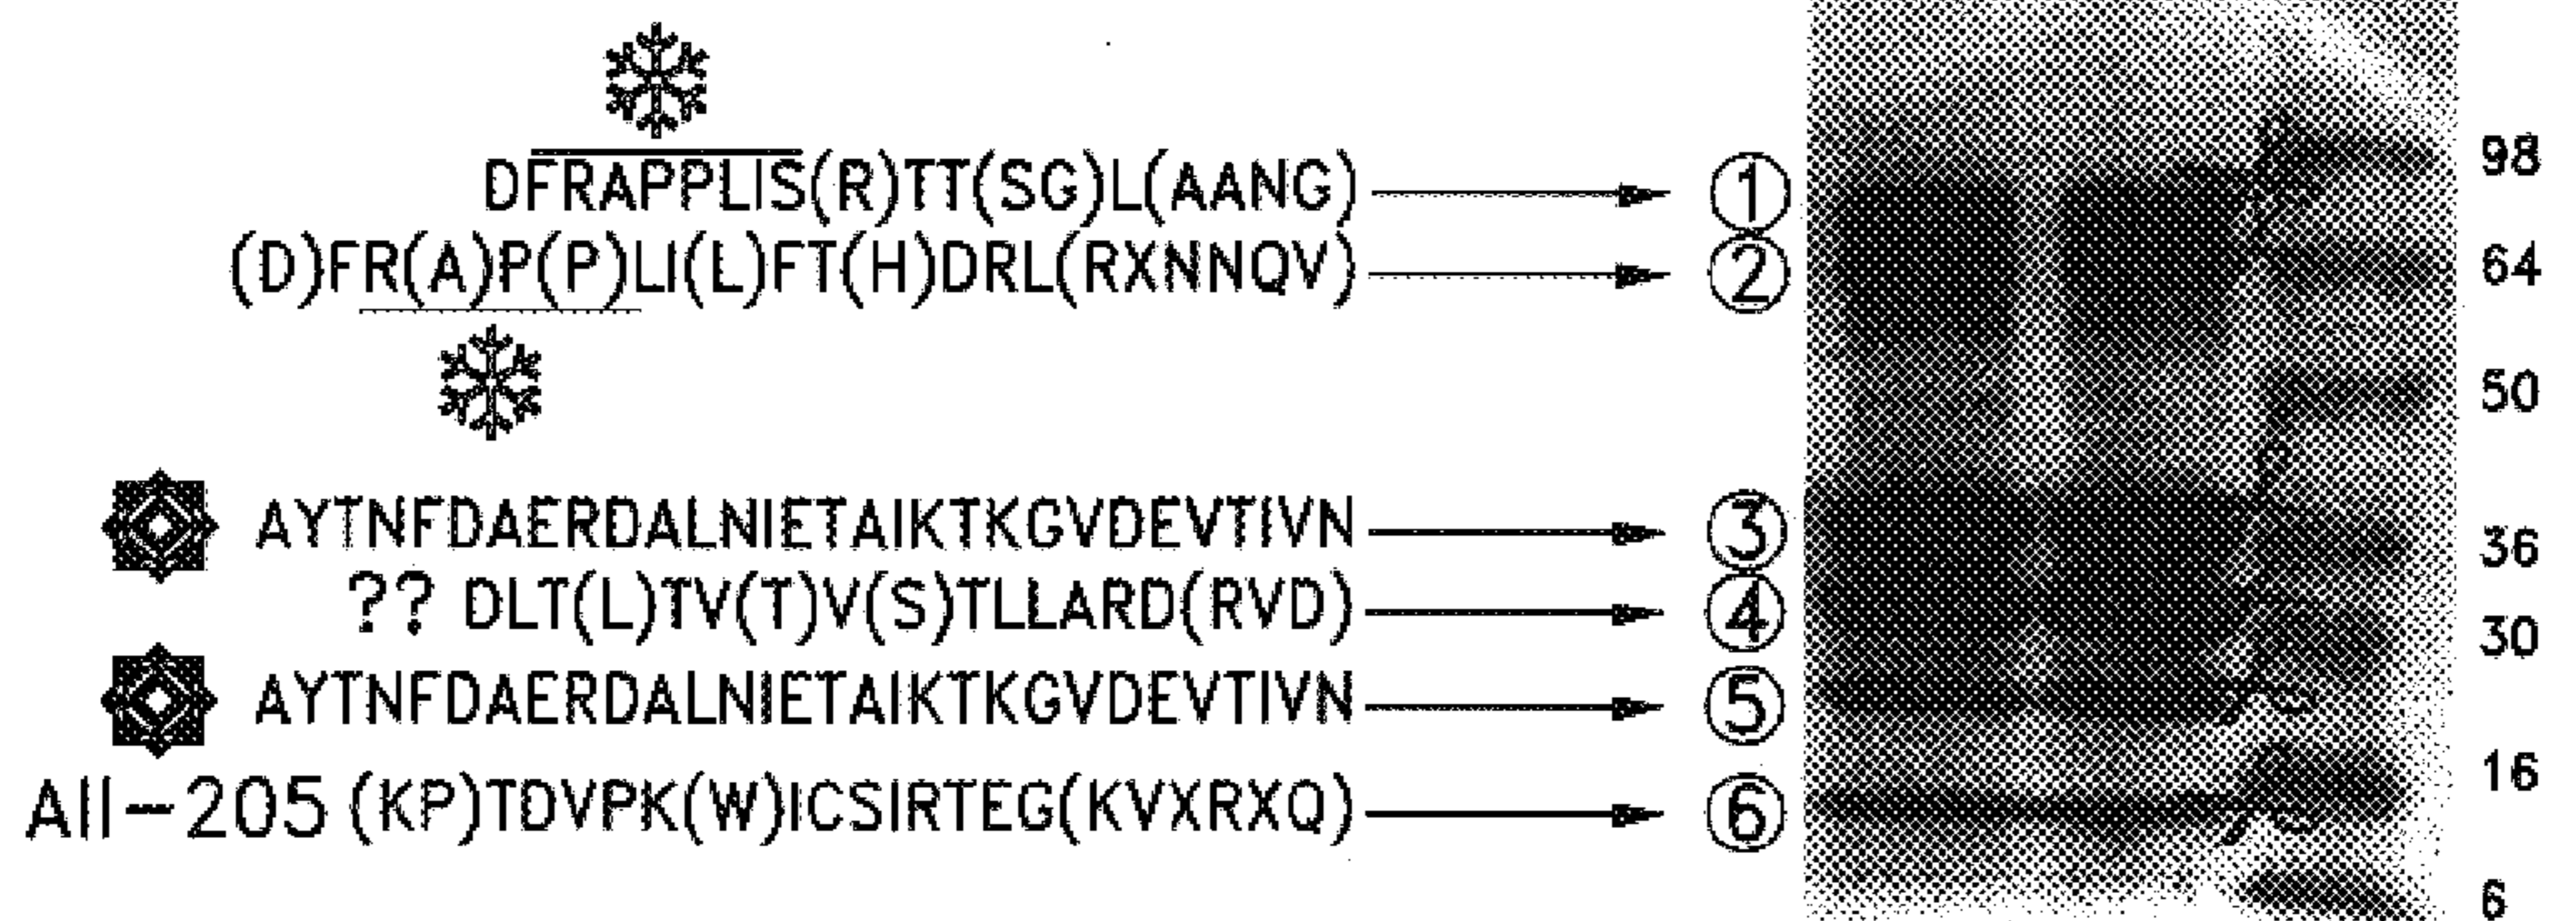 DFRAPPLIS(R)TT(SG)L(AANG) 1 98
(D)FR(A)P(P)LI(L)FT(H)DRL(RXNNQV) 2 64
50
AYTNFDAERDALNIETAIKTKGVDEVTIVN 3 36
?? DLT(L)TV(T)V(S)TLLARD(RVD) 4 30
AYTNFDAERDALNIETAIKTKGVDEVTIVN 5
16
All-205 (KP)TDVPK(W)ICSIRTEG(KVXRXQ) 6
6